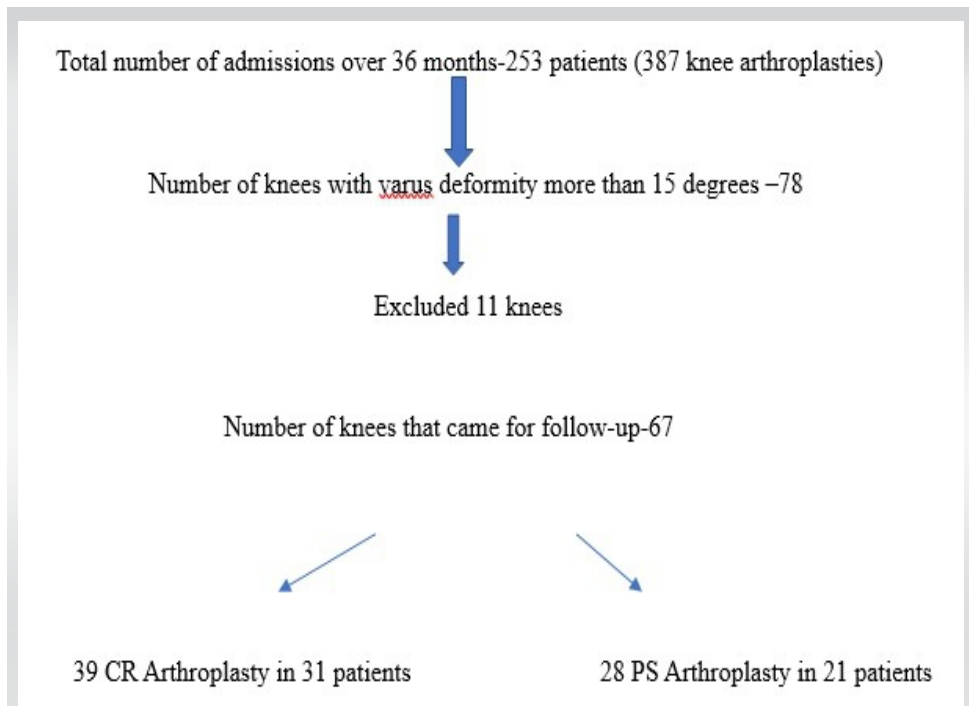 Total number of admissions over 36 months-253 patients (387 knee arthroplasties)
Number of knees with varus deformity more than 15 degrees –78
Excluded 11 knees
Number of knees that came for follow-up-67
39 CR Arthroplasty in 31 patients
28 PS Arthroplasty in 21 patients